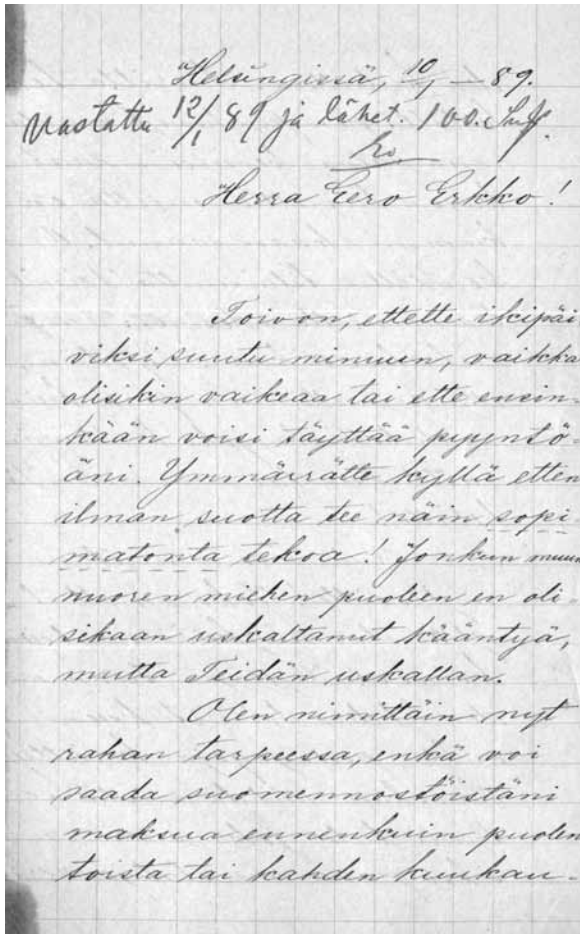 Helsingissä, 10/1 – 89.
Vastattu 12/1 89 ja lähet. 100.
Herra Eero Erkko!
Toivon, ettette ikipäi
viksi suutu minuun, vaikka
olisikin vaikeaa tai ette ensin-
kään voisi täyttää pyyntö-
äni. Ymmärrätte kyllä etten
ilman suotta tee näin sopi
matonta tekoa! Jonkun muun
nuoren miehen puoleen en oli-
sikaan uskaltanut kääntyä,
mutta Teidän uskallan.
Olen nimittäin nyt
rahan tarpeessa, enkä voi
saada suomennostöistäni
maksua ennenkuin puolen
toista tai kahden kuukau-